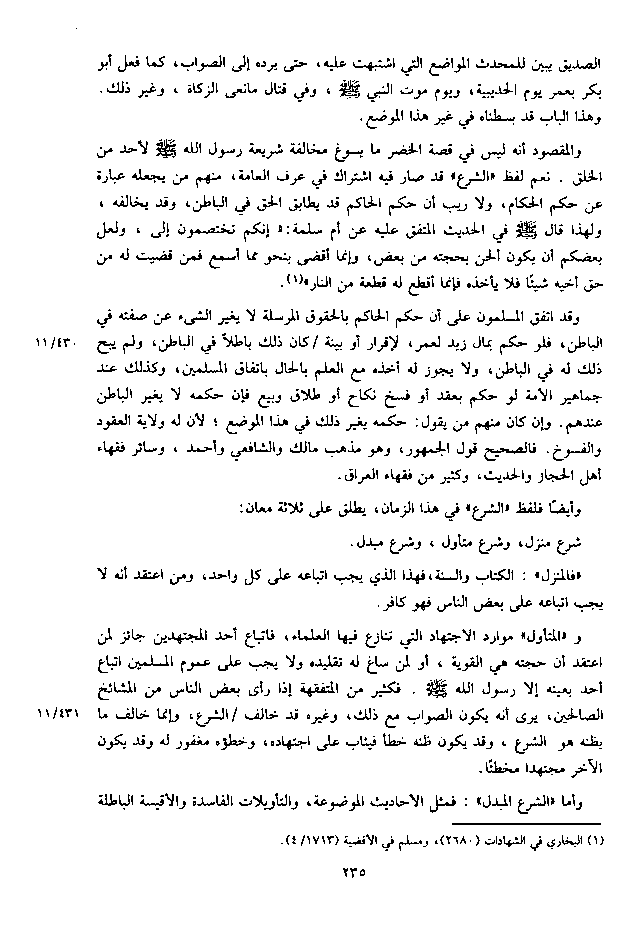 الصديق يبين للمحدث المواضع التي اشتبهت عليه، حتى يرده إلى الصواب، كما فعل أبو
بكر بعمر يوم الحديبية، ويوم موت النبي ﷺ ، وفي قتال مانعى الزكاة ، وغير ذلك.
وهذا الباب قد بسطناه في غير هذا الموضع.
والمقصود أنه ليس في قصة الخضر ما يسوغ مخالفة شريعة رسول الله ﷺ لأحد من
الخلق . نعم لفظ «الشرع» قد صار فيه اشتراك في عرف العامة، منهم من يجعله عبارة
عن حكم الحكام، ولا ريب أن حكم الحاكم قد يطابق الحق في الباطن، وقد يخالفه ،
ولهذا قال ﷺ في الحديث المتفق عليه عن أم سلمة:« إنكم تختصمون إلى ، ولعل
بعضكم أن يكون ألحن بحجته من بعض، وإنما أقضى بنحو مما أسمع فمن قضيت له من
حق أخيه شيئًا فلا يأخذه فإنما أقطع له قطعة من النار»(١).
وقد اتفق المسلمون على أن حكم الحاكم بالحقوق المرسلة لا يغير الشىء عن صفته في
١١/٤٣٠ الباطن، فلو حكم بمال زيد لعمر، لإقرار أو بينة /كان ذلك باطلاً في الباطن، ولم يبح
ذلك له في الباطن، ولا يجوز له أخذه مع العلم بالحال باتفاق المسلمين، وكذلك عند
جماهير الأمة لو حكم بعقد أو فسخ نكاح أو طلاق وبيع فإن حكمه لا يغير الباطن
عندهم. وإن كان منهم من يقول: حكمه يغير ذلك في هذا الموضع ؛ لأن له ولاية العقود
والفسوخ. فالصحيح قول الجمهور، وهو مذهب مالك والشافعي وأحمد ، وسائر فقهاء
أهل الحجاز والحديث، وكثير من فقهاء العراق.
وأيضًا فلفظ «الشرع» في هذا الزمان، يطلق على ثلاثة معان:
شرع منزل، وشرع متأول ، وشرع مبدل.
«فالمنزل» : الكتاب والسنة،فهذا الذي يجب اتباعه على كل واحد، ومن اعتقد أنه لا
يجب اتباعه على بعض الناس فهو كافر.
و «المتأول» موارد الاجتهاد التي تنازع فيها العلماء، فاتباع أحد المجتهدين جائز لمن
اعتقد أن حجته هي القوية ، أو لمن ساغ له تقليده ولا يجب على عموم المسلمين اتباع
أحد بعينه إلا رسول الله ﷺ . فكثير من المتفقهة إذا رأى بعض الناس من المشائخ
١١/٤٣١ الصالحين، يرى أنه يكون الصواب مع ذلك، وغيره قد خالف /الشرع، وإنما خالف ما
يظنه هو الشرع ، وقد يكون ظنه خطأ فيثاب على اجتهاده، وخطؤه مغفور له وقد يكون
الآخر مجتهدا مخطئًا.
وأما «الشرع المبدل» : فمثل الأحاديث الموضوعة، والتأويلات الفاسدة والأقيسة الباطلة
(١) البخاري في الشهادات (٢٦٨٠)، ومسلم في الأقضية (١٧١٣ /٤).
٢٣٥